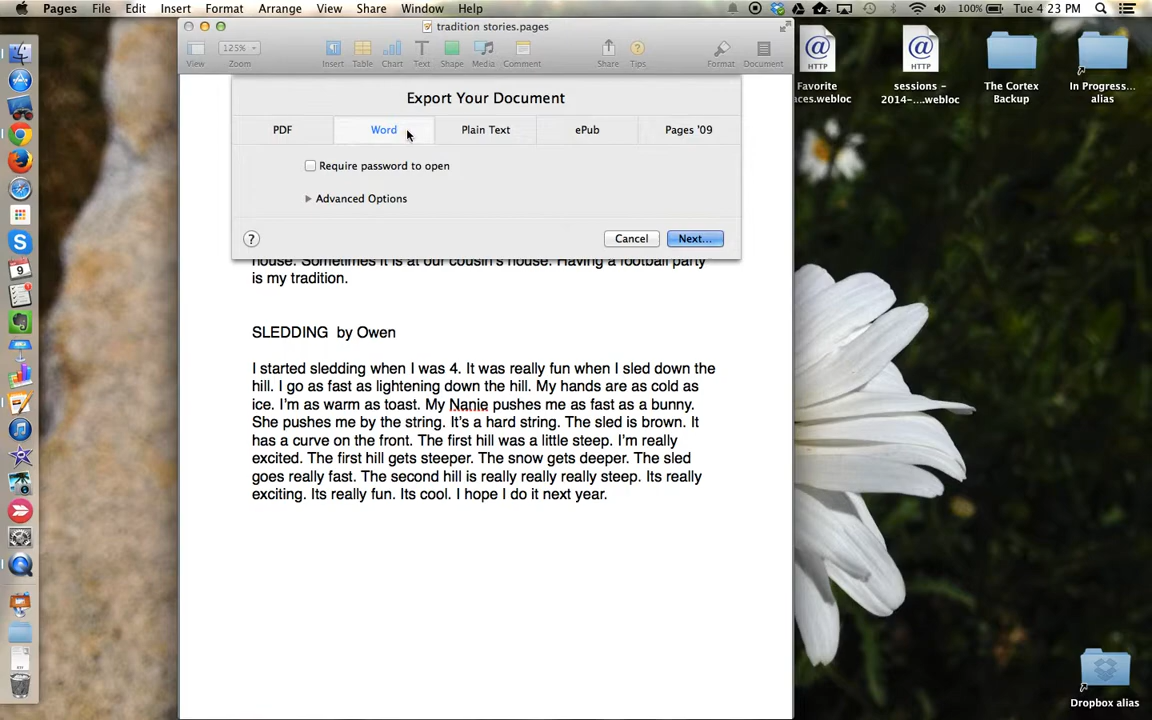 Pages File Edit Insert Format Arrange View Share Window Help 100% Tue 4 23 PM
tradition stories.pages
125%
View Zoom Insert Table Chart Text Shape Media Comment Share Tips Format Document
Export Your Document
PDF Word Plain Text ePub Pages '09
Require password to open
Advanced Options
? Cancel Next...
house. Sometimes it is at our cousin's house. Having a football party
is my tradition.
SLEDDING by Owen
I started sledding when I was 4. It was really fun when I sled down the
hill. I go as fast as lightening down the hill. My hands are as cold as
ice. I'm as warm as toast. My Nanie pushes me as fast as a bunny.
She pushes me by the string. It's a hard string. The sled is brown. It
has a curve on the front. The first hill was a little steep. I'm really
excited. The first hill gets steeper. The snow gets deeper. The sled
goes really fast. The second hill is really really really steep. Its really
exciting. Its really fun. Its cool. I hope I do it next year.
@ @
HTTP HTTP
Favorite sessions - The Cortex In Progress...
ces.webloc 2014-...webloc Backup alias
Dropbox alias
9